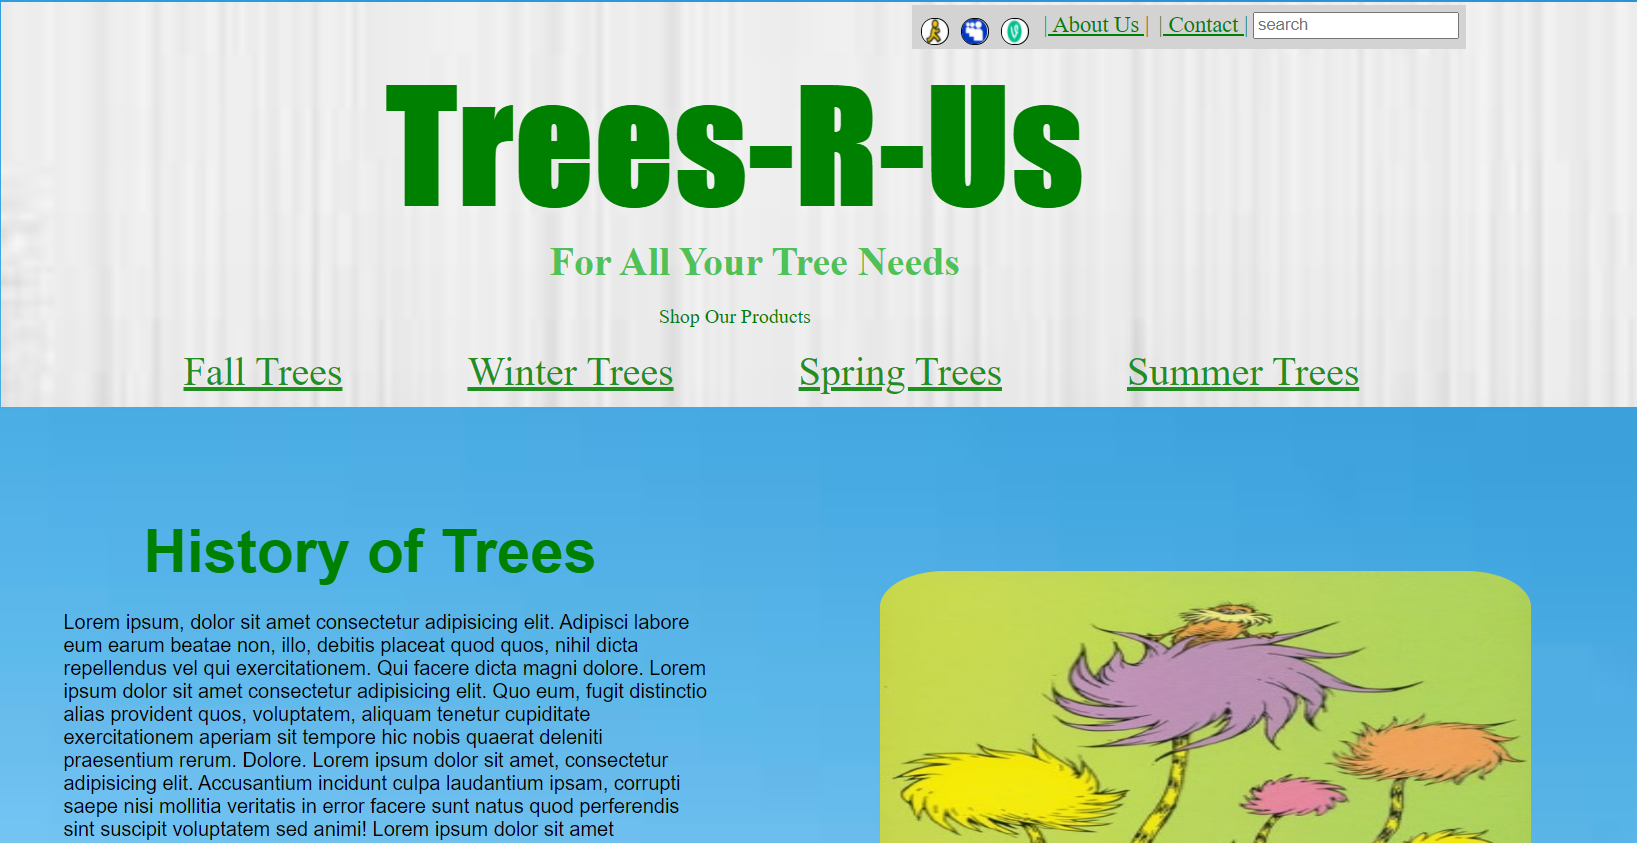 | About Us | | Contact | search
Trees-R-Us
For All Your Tree Needs
Shop Our Products
Fall Trees Winter Trees Spring Trees Summer Trees
History of Trees
Lorem ipsum, dolor sit amet consectetur adipisicing elit. Adipisci labore
eum earum beatae non, illo, debitis placeat quod quos, nihil dicta
repellendus vel qui exercitationem. Qui facere dicta magni dolore. Lorem
ipsum dolor sit amet consectetur adipisicing elit. Quo eum, fugit distinctio
alias provident quos, voluptatem, aliquam tenetur cupiditate
exercitationem aperiam sit tempore hic nobis quaerat deleniti
praesentium rerum. Dolore. Lorem ipsum dolor sit amet, consectetur
adipisicing elit. Accusantium incidunt culpa laudantium ipsam, corrupti
saepe nisi mollitia veritatis in error facere sunt natus quod perferendis
sint suscipit voluptatem sed animi! Lorem ipsum dolor sit amet